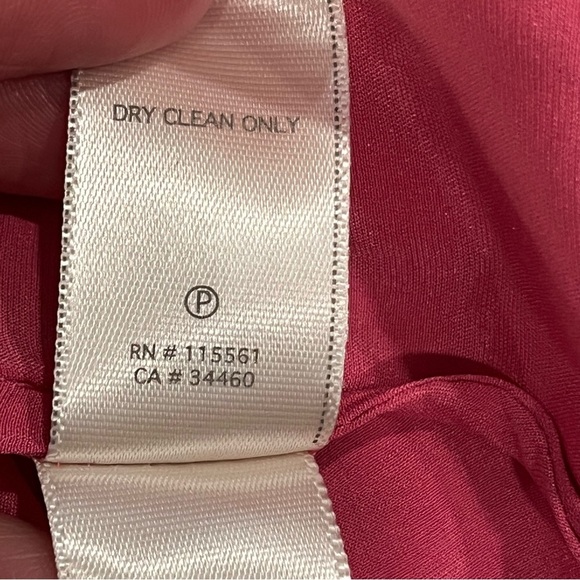 DRY CLEAN ONLY
P
RN # 115561
CA # 34460